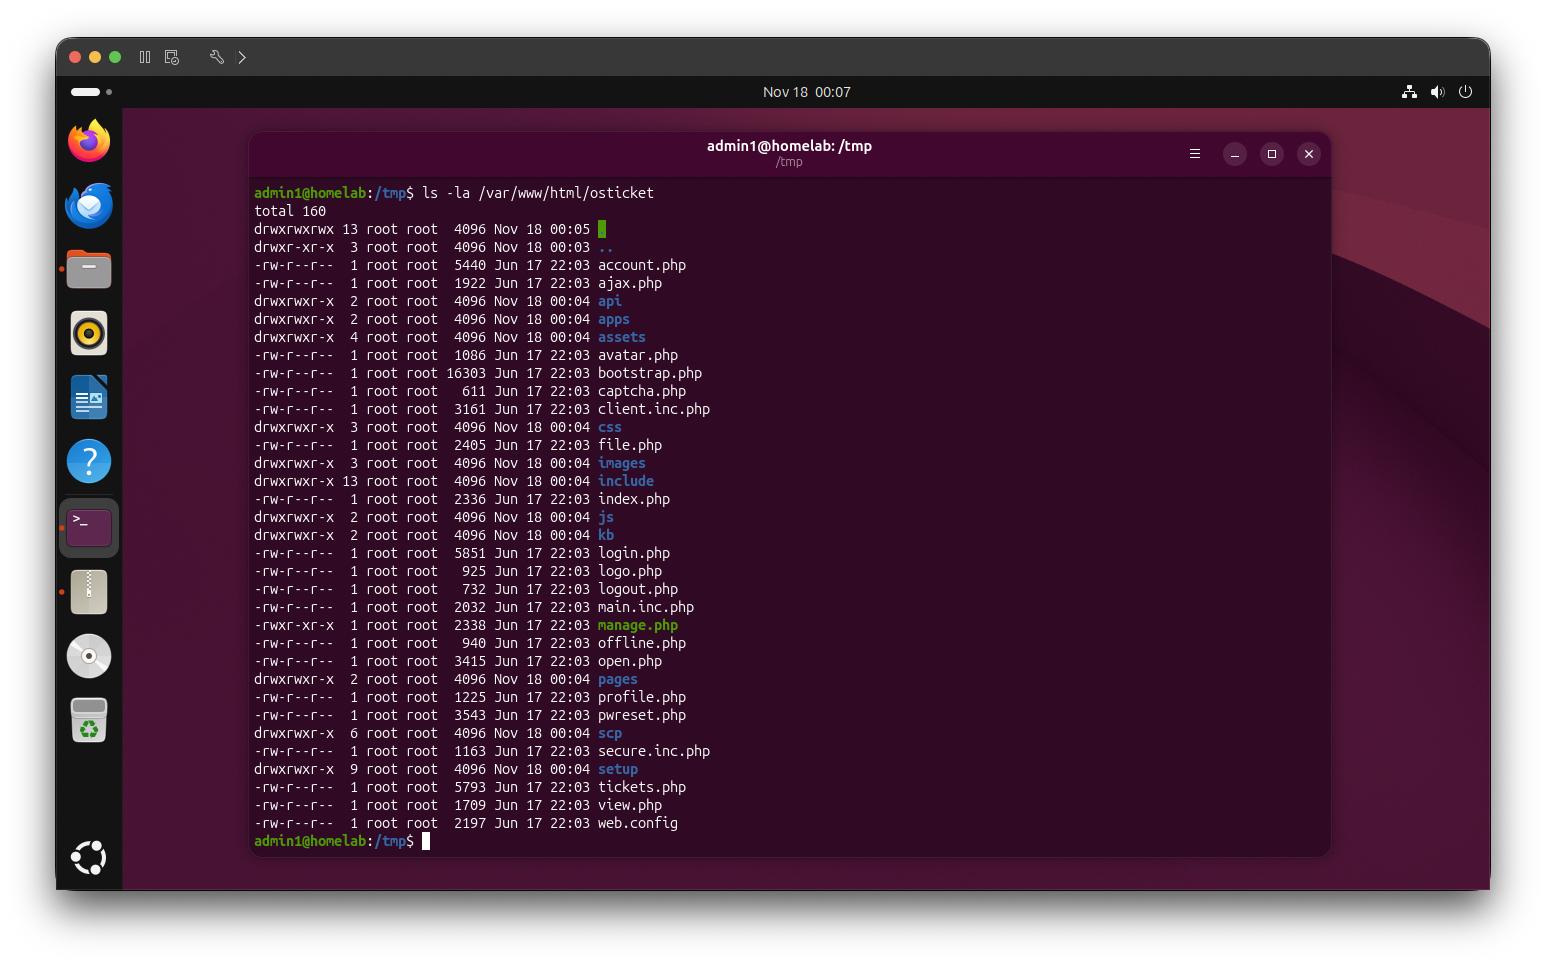 Nov 18 00:07
admin1@homelab: /tmp
/tmp
admin1@homelab:/tmp$ ls -la /var/www/html/osticket
total 160
drwxrwxrwx 13 root root  4096 Nov 18 00:05 .
drwxr-xr-x  3 root root  4096 Nov 18 00:03 ..
-rw-r--r--  1 root root  5440 Jun 17 22:03 account.php
-rw-r--r--  1 root root  1922 Jun 17 22:03 ajax.php
drwxrwxr-x  2 root root  4096 Nov 18 00:04 api
drwxrwxr-x  2 root root  4096 Nov 18 00:04 apps
drwxrwxr-x  4 root root  4096 Nov 18 00:04 assets
-rw-r--r--  1 root root  1086 Jun 17 22:03 avatar.php
-rw-r--r--  1 root root 16303 Jun 17 22:03 bootstrap.php
-rw-r--r--  1 root root   611 Jun 17 22:03 captcha.php
-rw-r--r--  1 root root  3161 Jun 17 22:03 client.inc.php
drwxrwxr-x  3 root root  4096 Nov 18 00:04 css
-rw-r--r--  1 root root  2405 Jun 17 22:03 file.php
drwxrwxr-x  3 root root  4096 Nov 18 00:04 images
drwxrwxr-x 13 root root  4096 Nov 18 00:04 include
-rw-r--r--  1 root root  2336 Jun 17 22:03 index.php
drwxrwxr-x  2 root root  4096 Nov 18 00:04 js
drwxrwxr-x  2 root root  4096 Nov 18 00:04 kb
-rw-r--r--  1 root root  5851 Jun 17 22:03 login.php
-rw-r--r--  1 root root   925 Jun 17 22:03 logo.php
-rw-r--r--  1 root root   732 Jun 17 22:03 logout.php
-rw-r--r--  1 root root  2032 Jun 17 22:03 main.inc.php
-rwxr-xr-x  1 root root  2338 Jun 17 22:03 manage.php
-rw-r--r--  1 root root   940 Jun 17 22:03 offline.php
-rw-r--r--  1 root root  3415 Jun 17 22:03 open.php
drwxrwxr-x  2 root root  4096 Nov 18 00:04 pages
-rw-r--r--  1 root root  1225 Jun 17 22:03 profile.php
-rw-r--r--  1 root root  3543 Jun 17 22:03 pwreset.php
drwxrwxr-x  6 root root  4096 Nov 18 00:04 scp
-rw-r--r--  1 root root  1163 Jun 17 22:03 secure.inc.php
drwxrwxr-x  9 root root  4096 Nov 18 00:04 setup
-rw-r--r--  1 root root  5793 Jun 17 22:03 tickets.php
-rw-r--r--  1 root root  1709 Jun 17 22:03 view.php
-rw-r--r--  1 root root  2197 Jun 17 22:03 web.config
admin1@homelab:/tmp$